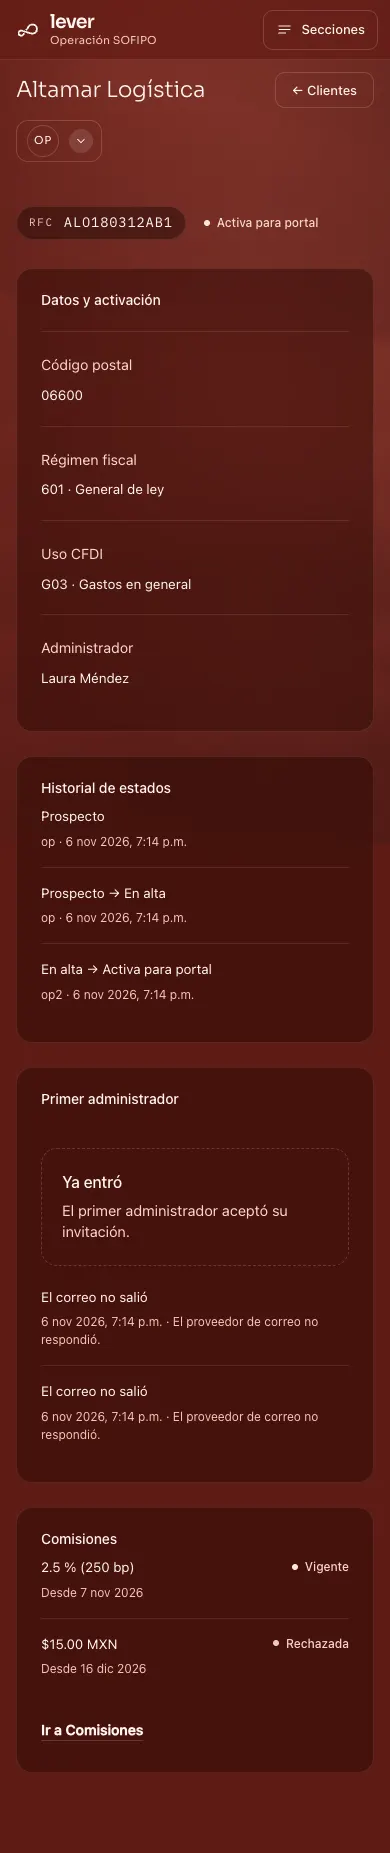 lever
Operación SOFIPO
Secciones
Altamar Logística
← Clientes
OP
RFC ALO180312AB1
Activa para portal
Datos y activación
Código postal
06600
Régimen fiscal
601 · General de ley
Uso CFDI
G03 · Gastos en general
Administrador
Laura Méndez
Historial de estados
Prospecto
op · 6 nov 2026, 7:14 p.m.
Prospecto → En alta
op · 6 nov 2026, 7:14 p.m.
En alta → Activa para portal
op2 · 6 nov 2026, 7:14 p.m.
Primer administrador
Ya entró
El primer administrador aceptó su
invitación.
El correo no salió
6 nov 2026, 7:14 p.m. · El proveedor de correo no
respondió.
El correo no salió
6 nov 2026, 7:14 p.m. · El proveedor de correo no
respondió.
Comisiones
2.5 % (250 bp)
Vigente
Desde 7 nov 2026
$15.00 MXN
Rechazada
Desde 16 dic 2026
Ir a Comisiones